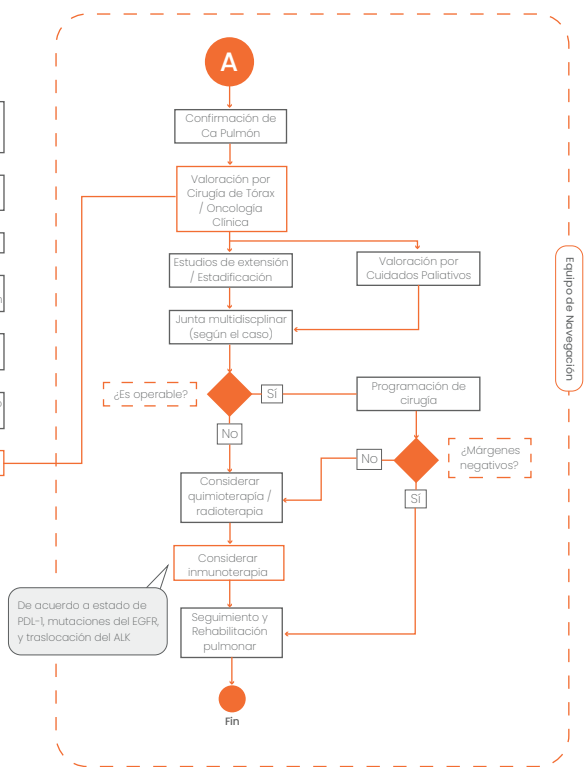 A
Confirmación de
Ca Pulmón
Valoración por
Cirugía de Tórax
/ Oncología
Clínica
Estudios de extensión
/ Estadificación
Valoración por
Cuidados Paliativos
Junta multidiscplinar
(según el caso)
¿Es operable?
Sí
Programación de
cirugía
No
¿Márgenes
negativos?
No
Sí
Considerar
quimioterapía /
radioterapia
Considerar
inmunoterapia
De acuerdo a estado de
PDL-1, mutaciones del EGFR,
y traslocación del ALK
Seguimiento y
Rehabilitación
pulmonar
Fin
Equipo de Navegación